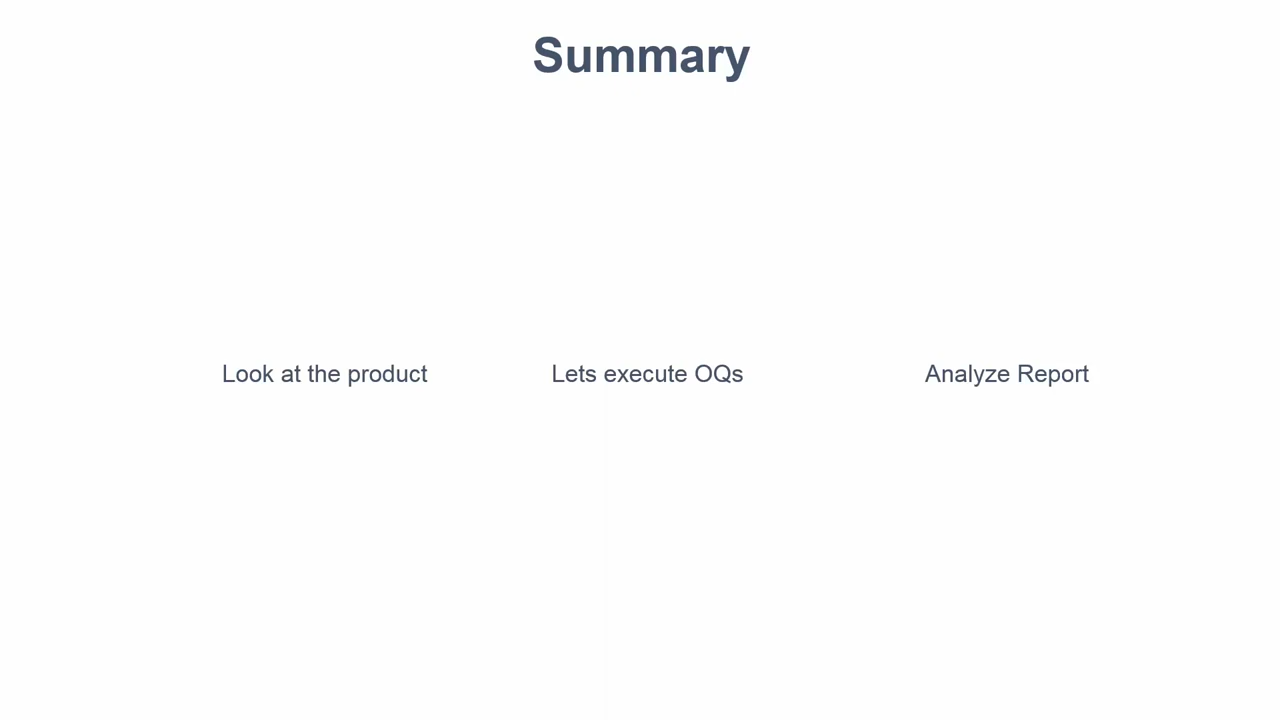 Summary
Look at the product
Lets execute OQs
Analyze Report